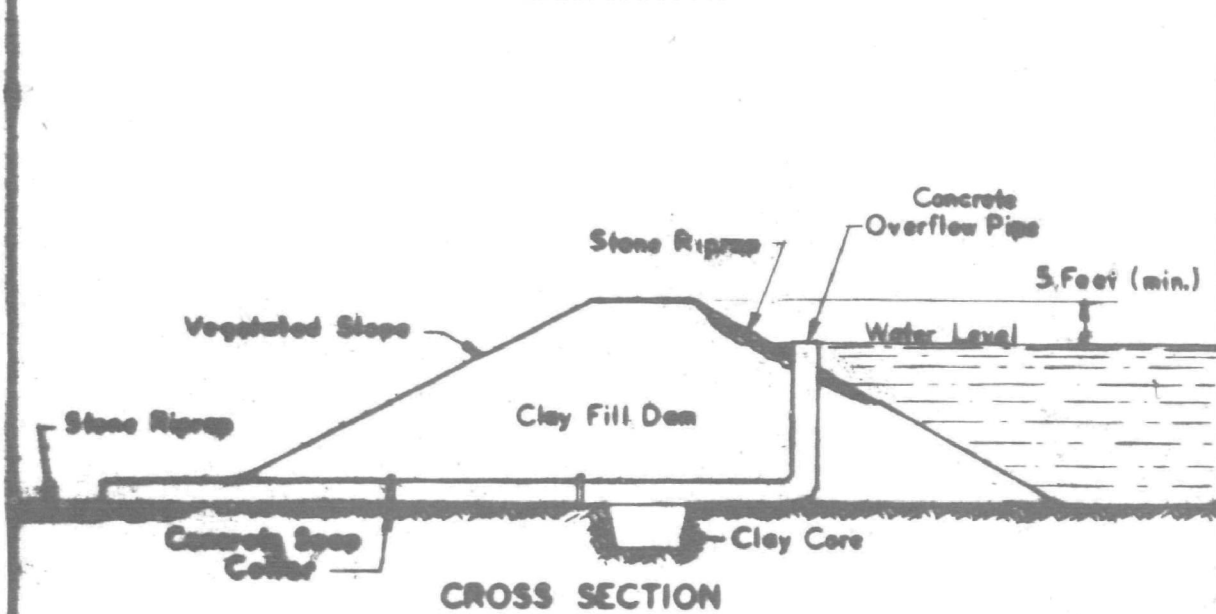 Concrete
Overflow Pipe
Stone Riprap
5 Feet (min.)
Vegetated Slope
Water Level
Stone Riprap
Clay Fill Dam
Concrete Seep
Collar
Clay Core
CROSS SECTION